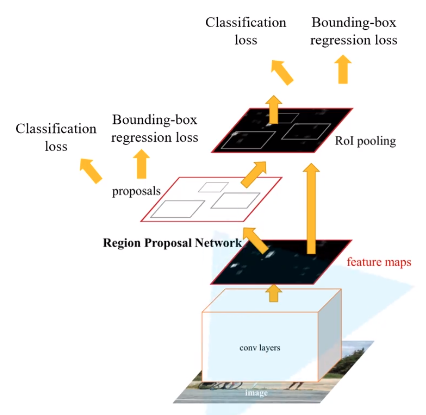 Classification
loss
Bounding-box
regression loss
Classification
loss
Bounding-box
regression loss
RoI pooling
proposals
Region Proposal Network
feature maps
conv layers
image